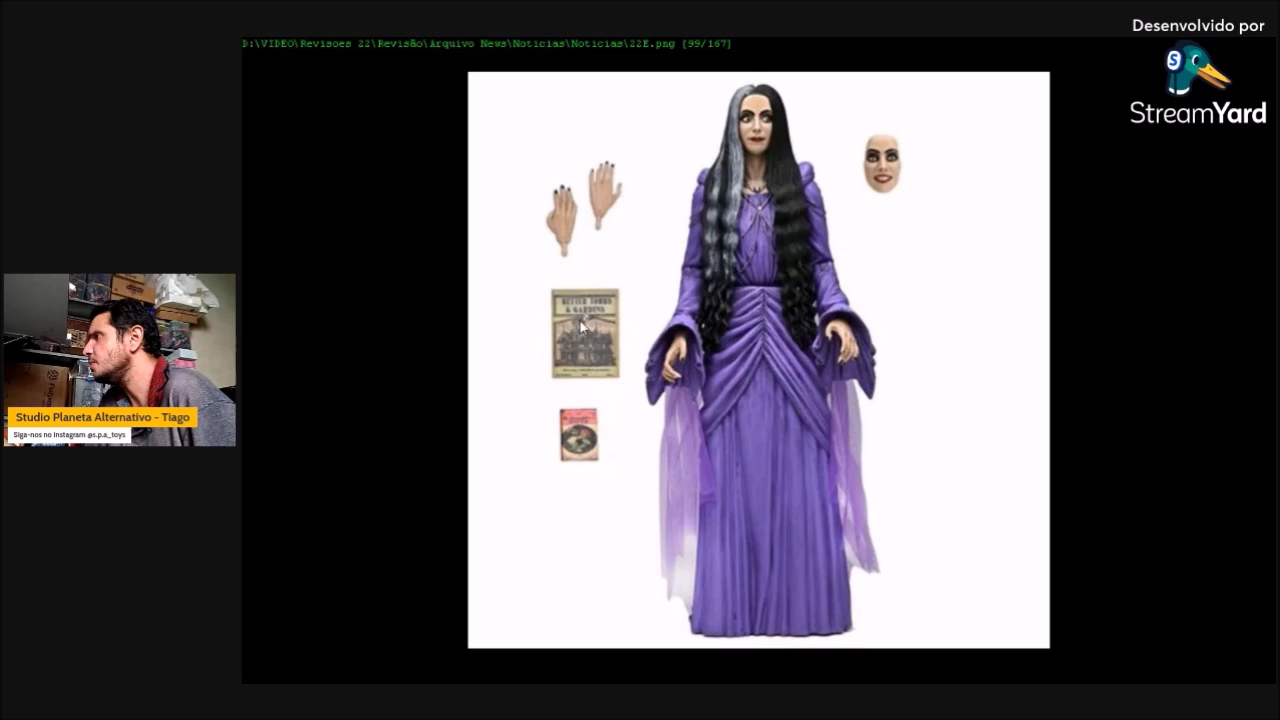 D:\VIDEO\Revisoes 22\Revisão\Arquivo News\Noticias\Noticias\22E.png [99/167]
Desenvolvido por
S
StreamYard
BETTER TOMBS
& GARDENS
Studio Planeta Alternativo - Tiago
Siga-nos no Instagram @s.p.a_toys